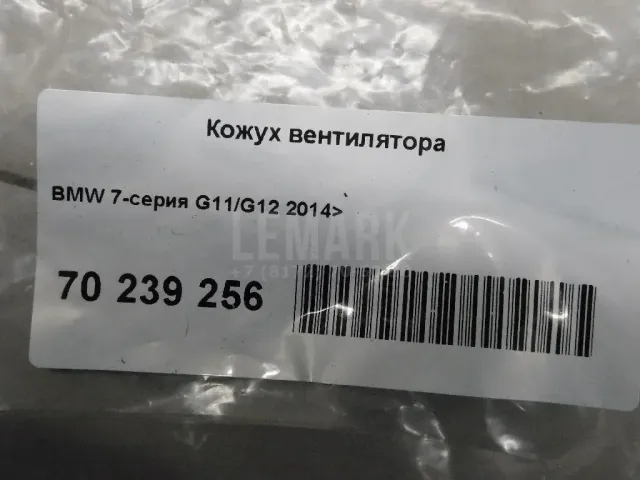 Кожух вентилятора
BMW 7-серия G11/G12 2014>
LEMARK
70 239 256